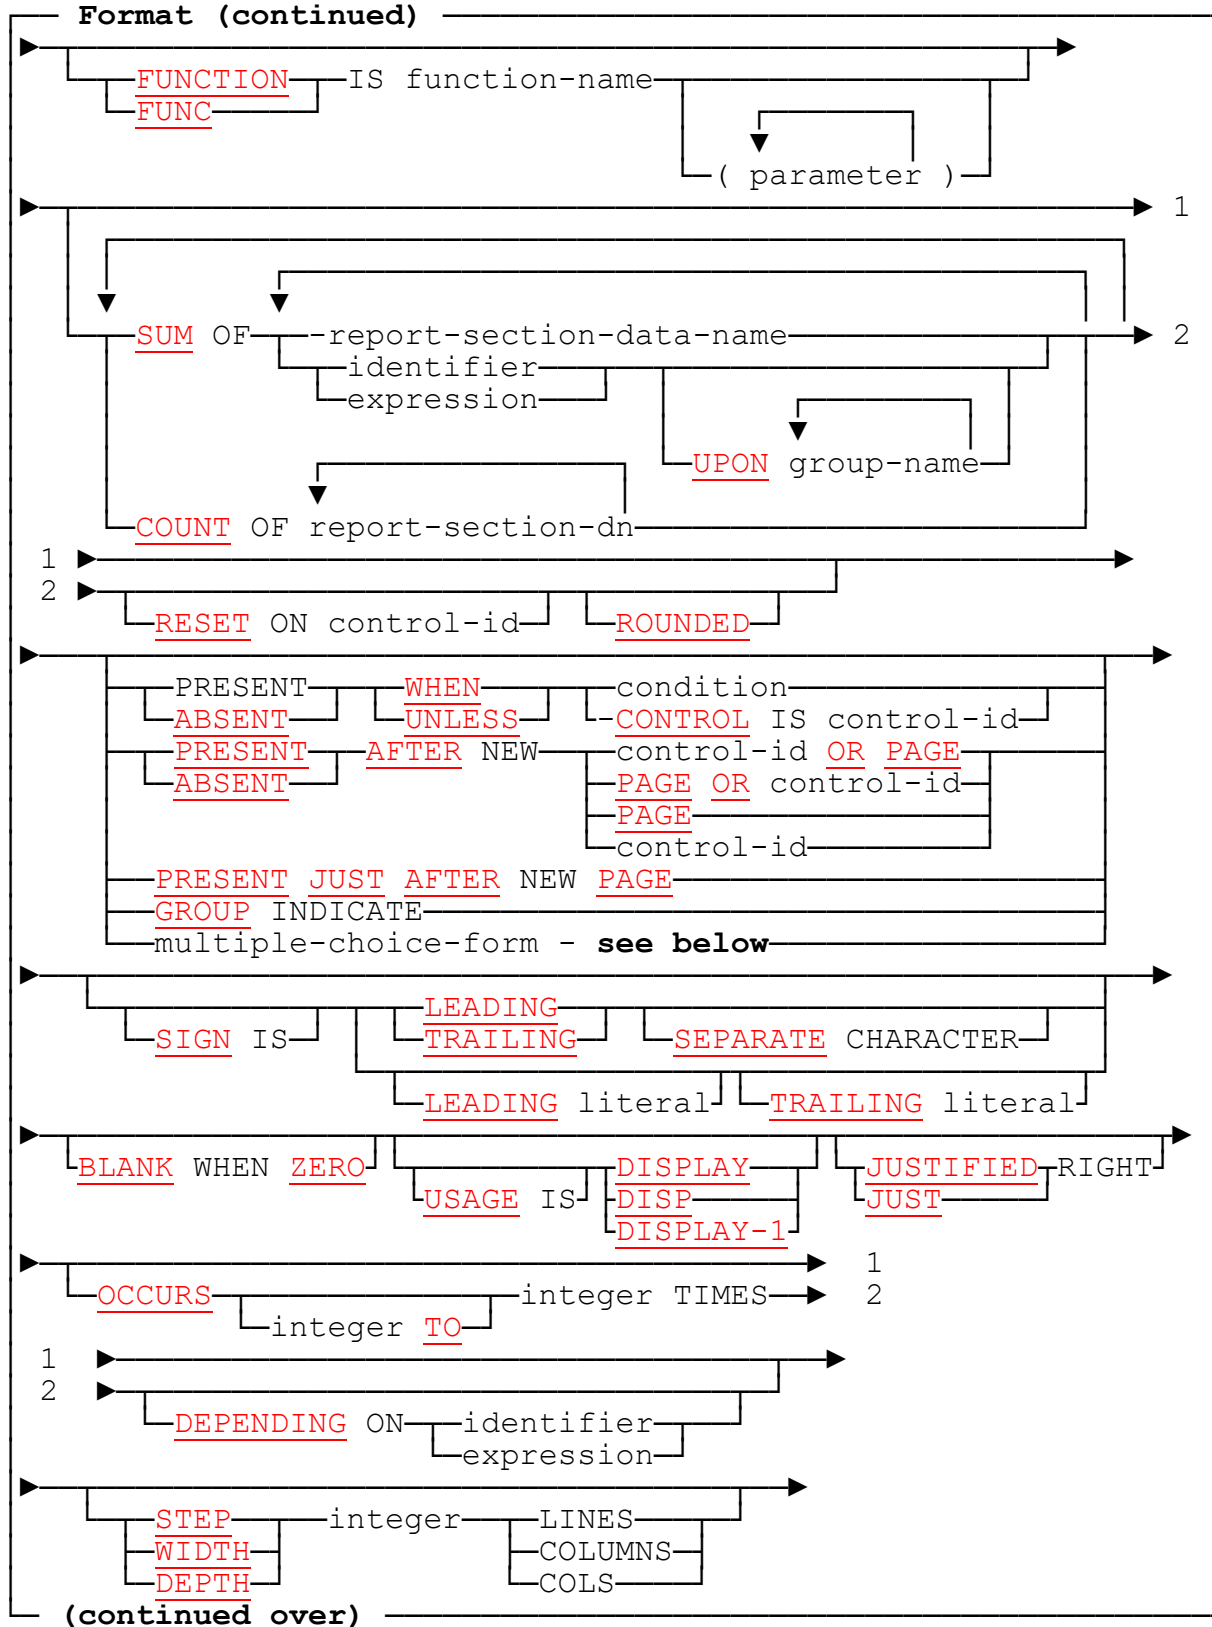 Format (continued)
FUNCTION IS function-name
FUNC
( parameter )
1
SUM OF -report-section-data-name 2
identifier
expression
UPON group-name
COUNT OF report-section-dn
1
2
RESET ON control-id ROUNDED
PRESENT WHEN condition
ABSENT UNLESS -CONTROL IS control-id
PRESENT AFTER NEW control-id OR PAGE
ABSENT PAGE OR control-id
PAGE
control-id
PRESENT JUST AFTER NEW PAGE
GROUP INDICATE
multiple-choice-form - see below
LEADING
SIGN IS TRAILING SEPARATE CHARACTER
LEADING literal TRAILING literal
BLANK WHEN ZERO DISPLAY JUSTIFIED RIGHT
USAGE IS DISP JUST
DISPLAY-1
1
OCCURS integer TIMES 2
integer TO
1
2
DEPENDING ON identifier
expression
STEP integer LINES
WIDTH COLUMNS
DEPTH COLS
(continued over)